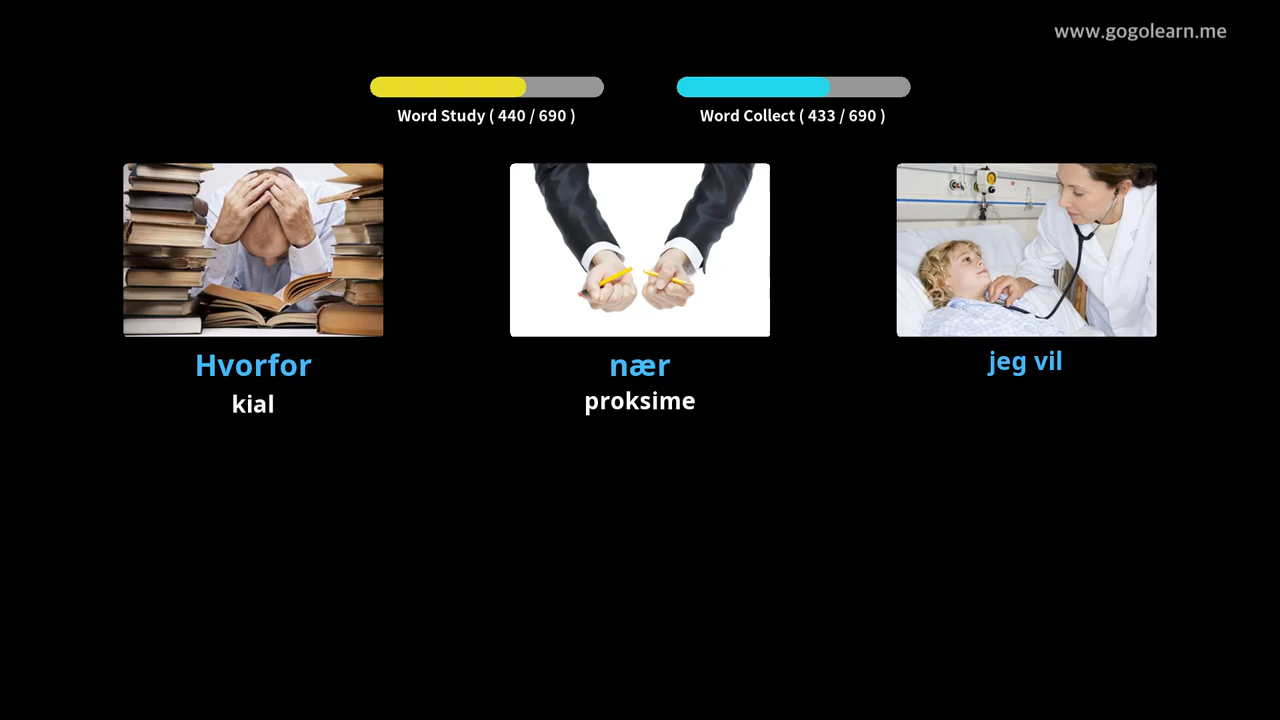 www.gogolearn.me
Word Study ( 440 / 690 )
Word Collect ( 433 / 690 )
Hvorfor
kial
nær
proksime
jeg vil